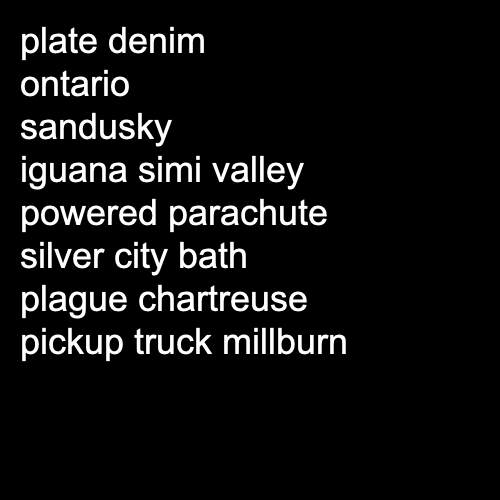 plate denim
ontario
sandusky
iguana simi valley
powered parachute
silver city bath
plague chartreuse
pickup truck millburn